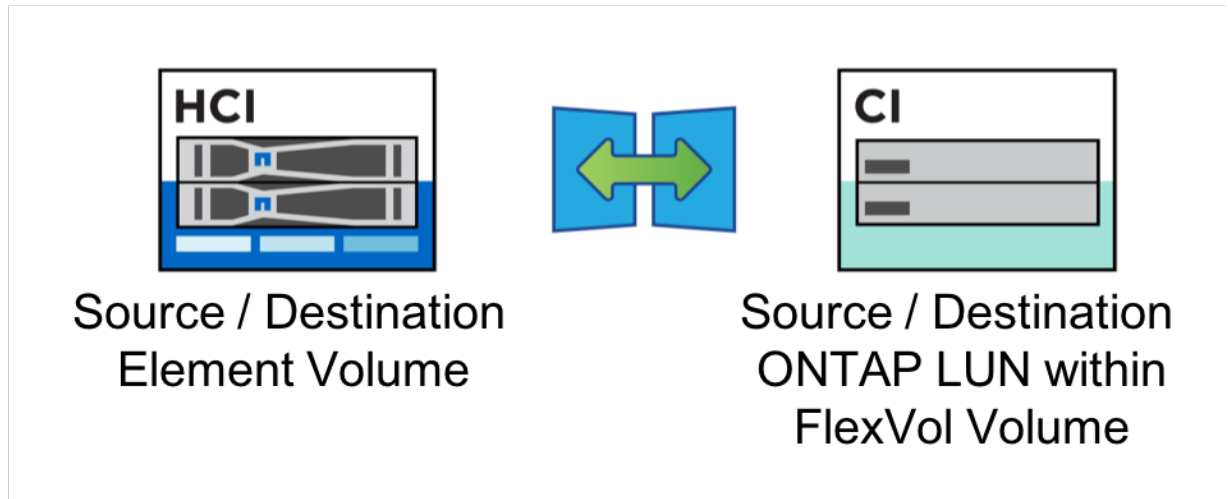 HCI
Source / Destination
Element Volume
CI
Source / Destination
ONTAP LUN within
FlexVol Volume